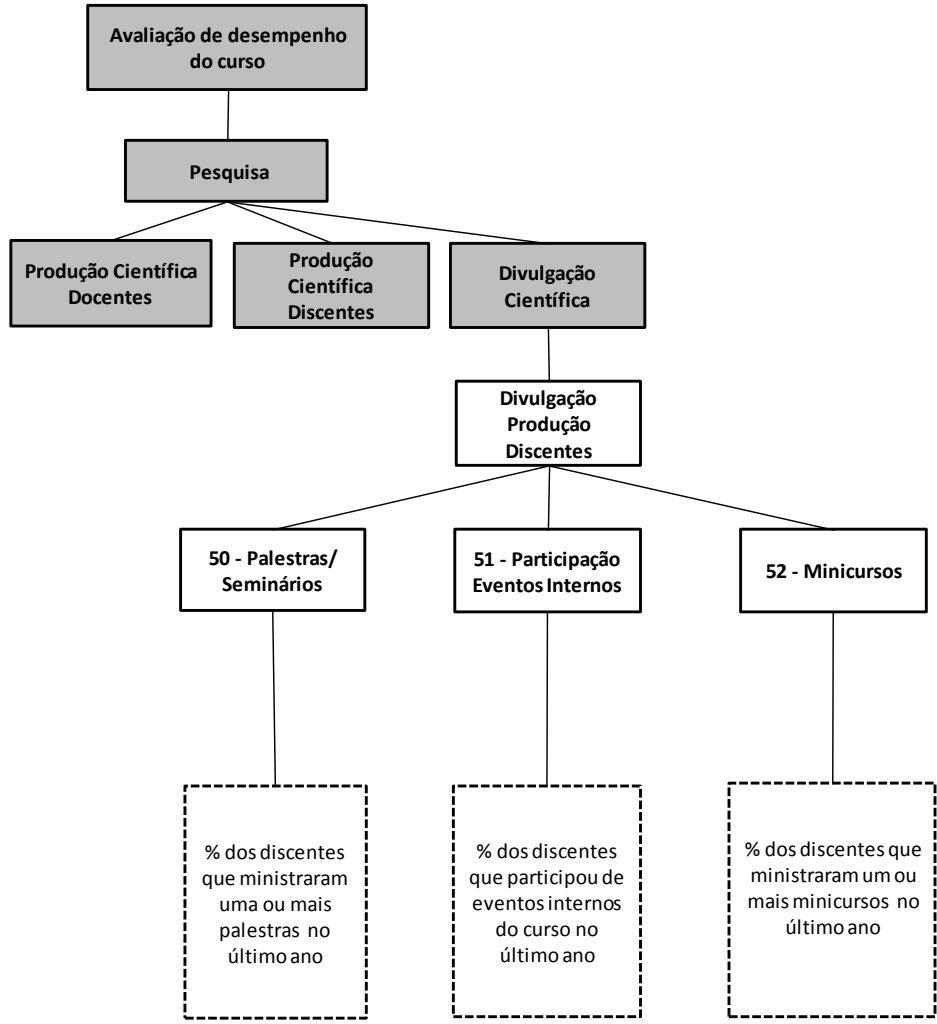 Avaliação de desempenho
do curso
Pesquisa
Produção Científica
Docentes
Produção
Científica
Discentes
Divulgação
Científica
Divulgação
Produção
Discentes
50 - Palestras/
Seminários
51 - Participação
Eventos Internos
52 - Minicursos
% dos discentes
que ministraram
uma ou mais
palestras no
último ano
% dos discentes
que participou de
eventos internos
do curso no
último ano
% dos discentes que
ministraram um ou
mais minicursos no
último ano